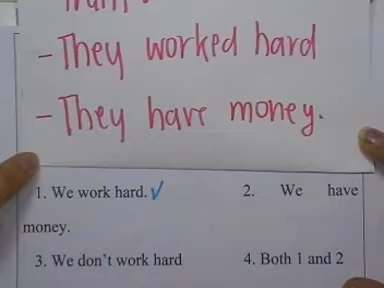 - They worked hard
- They have money.
1. We work hard. ✓ 2. We have
money.
3. We don't work hard 4. Both 1 and 2